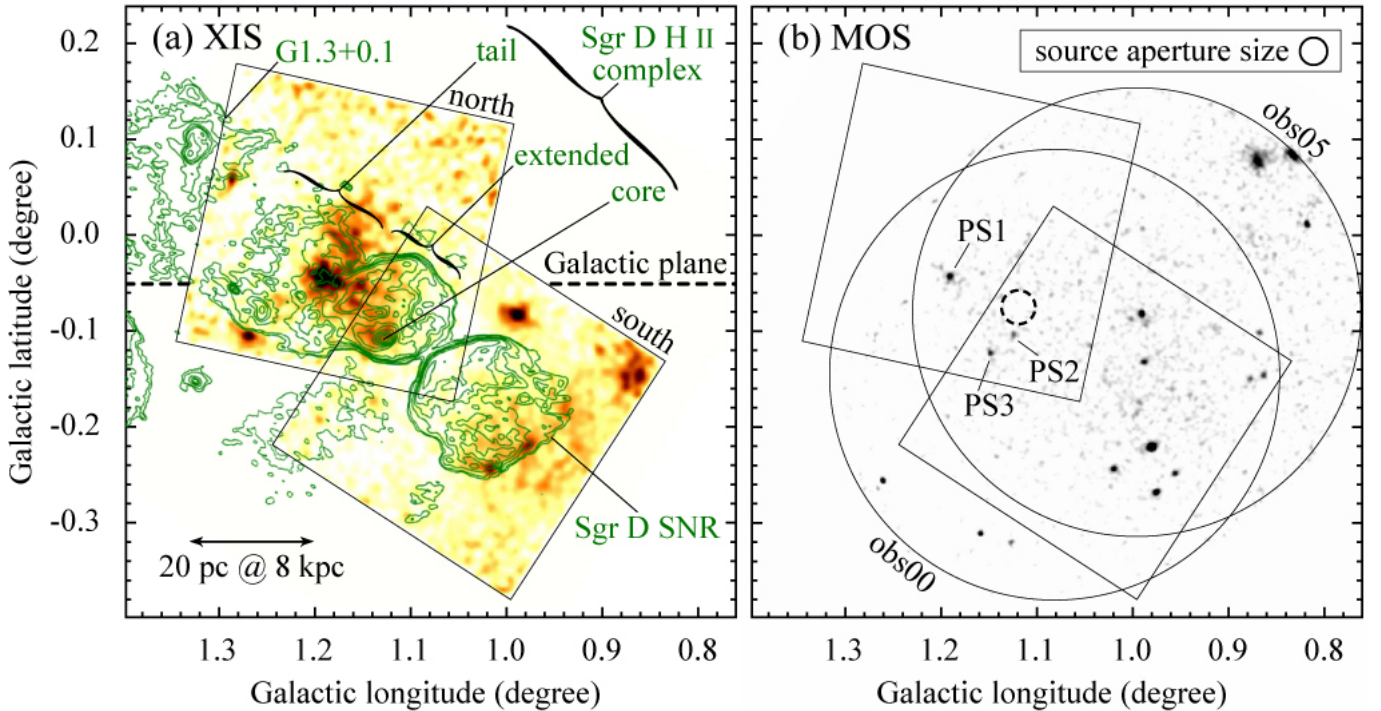 (a) XIS
G1.3+0.1
tail
Sgr D H II
complex
north
extended
core
Galactic plane
south
Sgr D SNR
20 pc @ 8 kpc
0.2
0.1
0.0
-0.1
-0.2
-0.3
Galactic latitude (degree)
1.3 1.2 1.1 1.0 0.9 0.8
Galactic longitude (degree)
(b) MOS
source aperture size
obs05
PS1
PS2
PS3
obs00
1.3 1.2 1.1 1.0 0.9 0.8
Galactic longitude (degree)